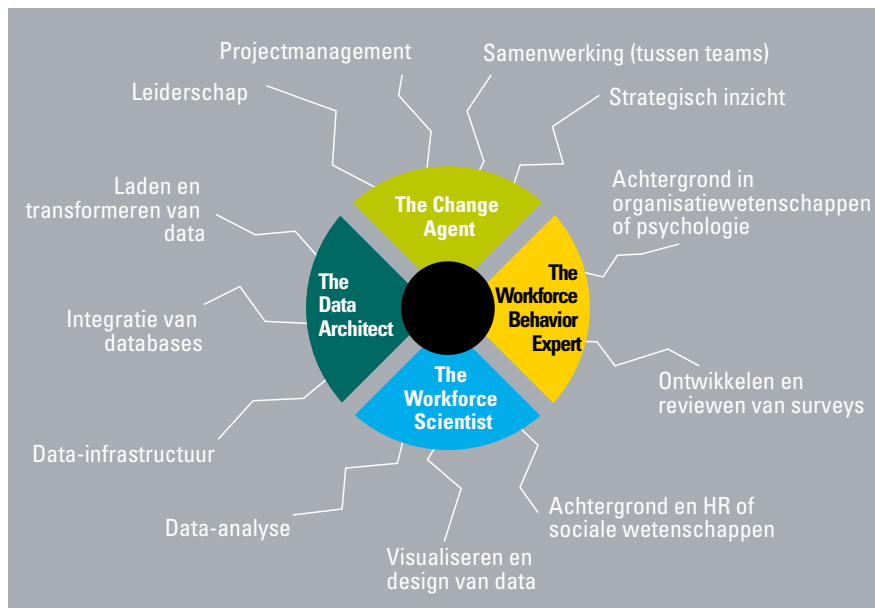 Projectmanagement
Samenwerking (tussen teams)
Leiderschap
Strategisch inzicht
Laden en
transformeren van
data
Achtergrond in
organisatiewetenschappen
of psychologie
The Change
Agent
The
Data
Architect
The
Workforce
Behavior
Expert
The
Workforce
Scientist
Integratie van
databases
Ontwikkelen en
reviewen van surveys
Data-infrastructuur
Data-analyse
Achtergrond en HR of
sociale wetenschappen
Visualiseren en
design van data